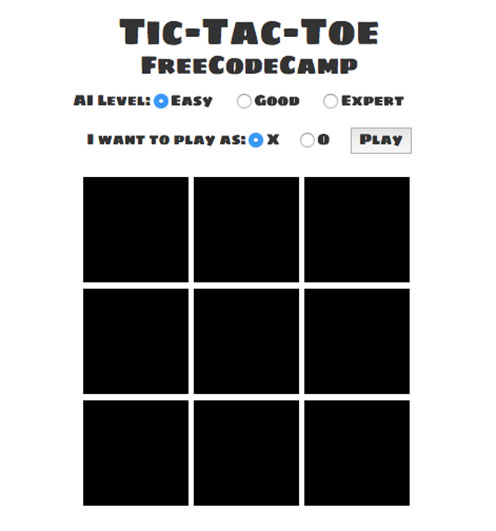 Tic-Tac-Toe
FreeCodeCamp
AI Level: Easy Good Expert
I want to play as: X O Play